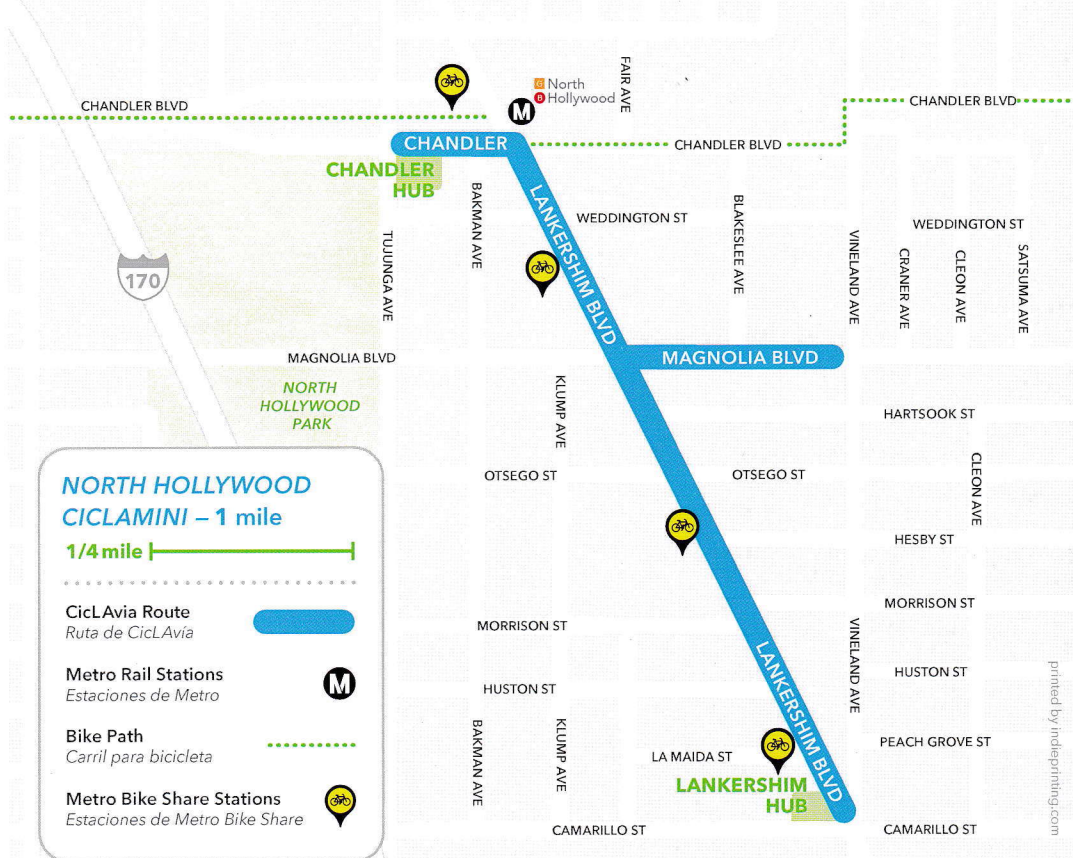 FAIR AVE
G North
B Hollywood
M
CHANDLER BLVD
CHANDLER BLVD
CHANDLER
CHANDLER BLVD
CHANDLER
HUB
BAKMAN AVE
LANKERSHIM BLVD
WEDDINGTON ST
BLAKESLEE AVE
WEDDINGTON ST
TUJUNGA AVE
VINELAND AVE
CRANER AVE
CLEON AVE
SATSUMA AVE
170
MAGNOLIA BLVD
MAGNOLIA BLVD
NORTH
HOLLYWOOD
PARK
KLUMP AVE
HARTSOOK ST
OTSEGO ST
OTSEGO ST
CLEON AVE
HESBY ST
MORRISON ST
MORRISON ST
VINELAND AVE
LANKERSHIM BLVD
HUSTON ST
HUSTON ST
BAKMAN AVE
KLUMP AVE
LA MAIDA ST
PEACH GROVE ST
LANKERSHIM
HUB
CAMARILLO ST
CAMARILLO ST
NORTH HOLLYWOOD
CICLAMINI – 1 mile
1/4 mile
CicLAvia Route
Ruta de CicLAvía
Metro Rail Stations
Estaciones de Metro
M
Bike Path
Carril para bicicleta
Metro Bike Share Stations
Estaciones de Metro Bike Share
printed by indieprinting.com